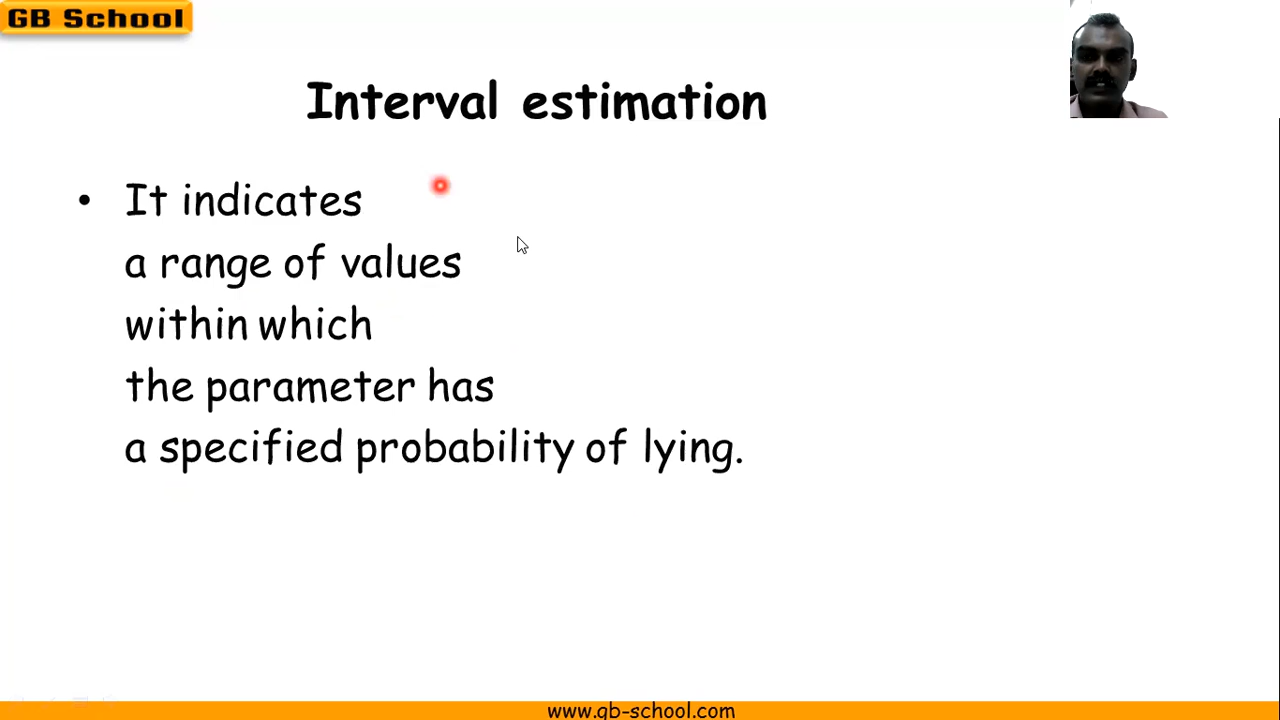 GB School
Interval estimation
• It indicates
a range of values
within which
the parameter has
a specified probability of lying.
www.gb-school.com